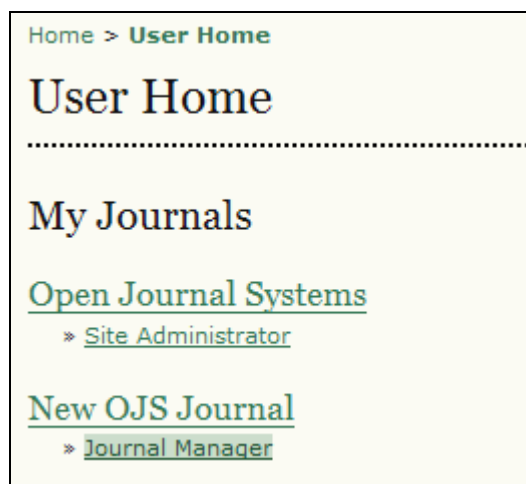 Home > User Home
User Home
My Journals
Open Journal Systems
» Site Administrator
New OJS Journal
» Journal Manager